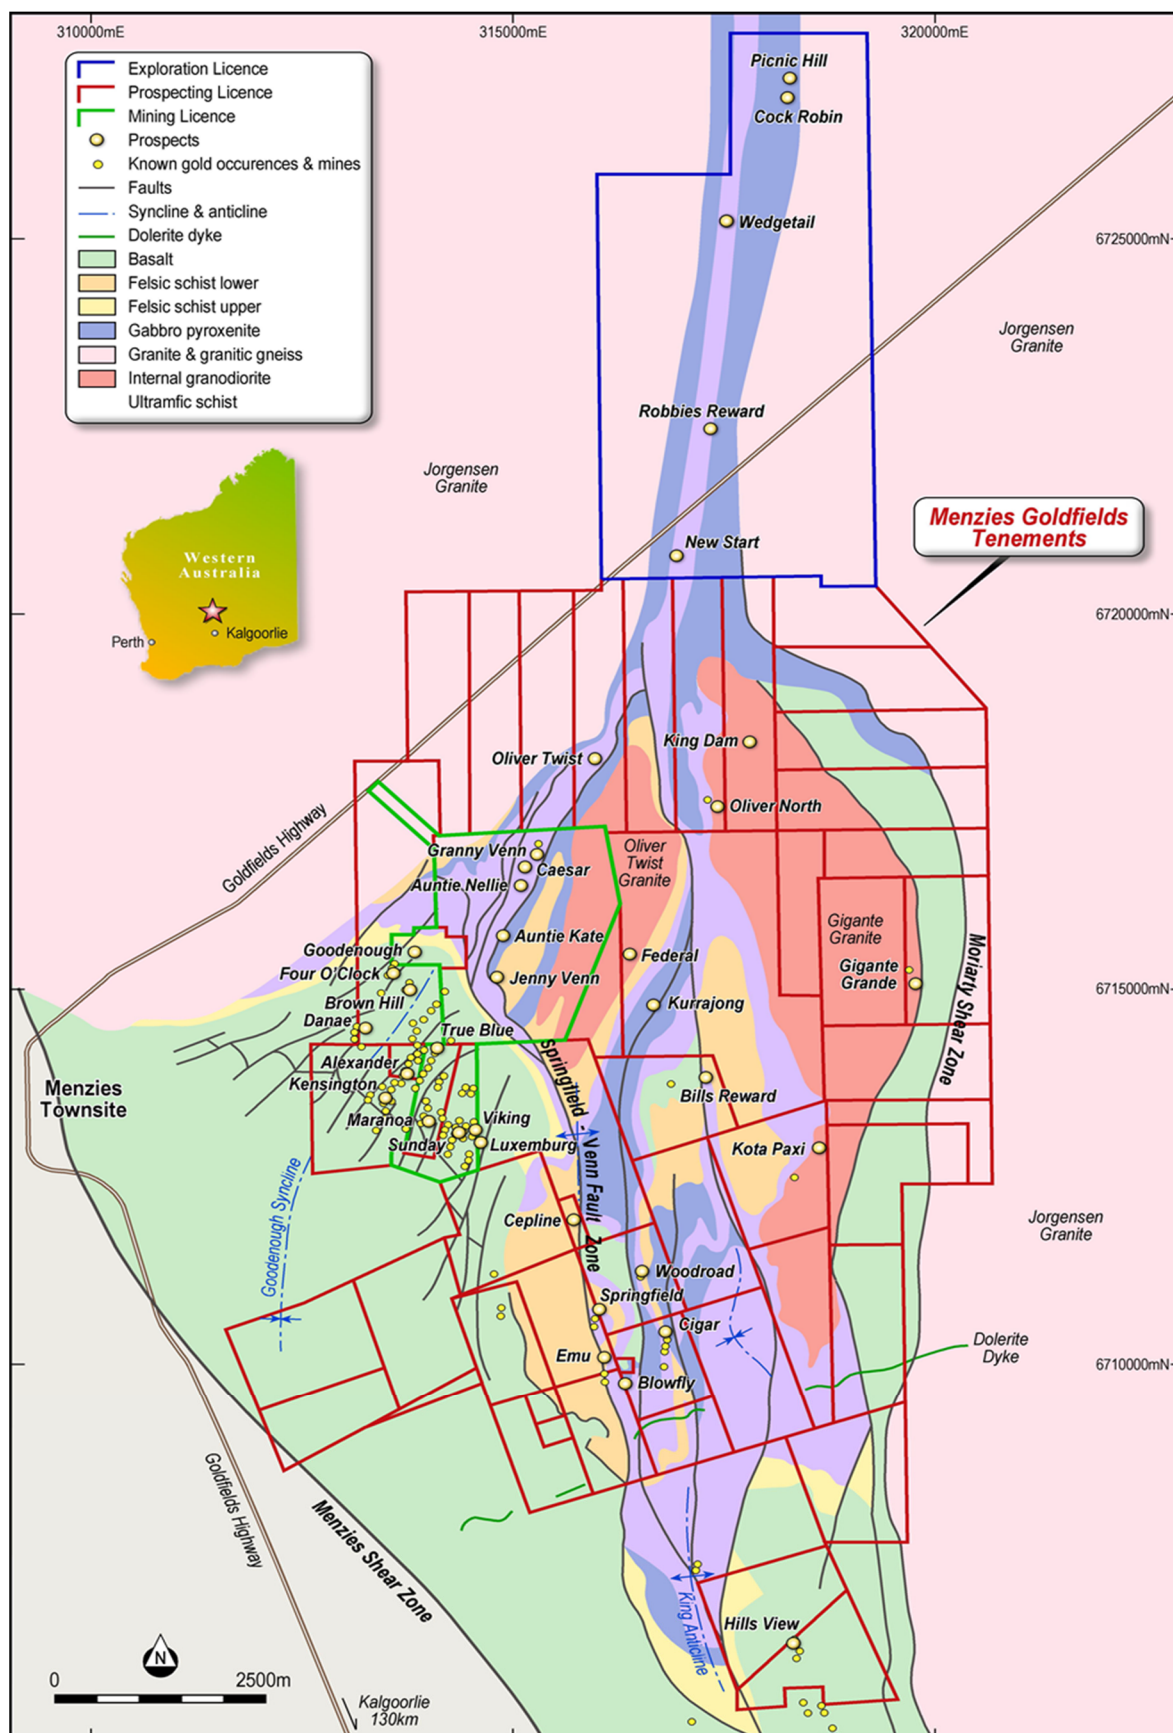 310000mE
315000mE
320000mE
Exploration Licence
Prospecting Licence
Mining Licence
Prospects
Known gold occurences & mines
Faults
Syncline & anticline
Dolerite dyke
Basalt
Felsic schist lower
Felsic schist upper
Gabbro pyroxenite
Granite & granitic gneiss
Internal granodiorite
Ultramfic schist
Picnic Hill
Cock Robin
Wedgetail
6725000mN
Jorgensen
Granite
Robbies Reward
Jorgensen
Granite
Menzies Goldfields
Tenements
New Start
Western
Australia
Perth
Kalgoorlie
6720000mN
King Dam
Oliver Twist
Oliver North
Goldfields Highway
Granny Venn
Caesar
Auntie Nellie
Oliver
Twist
Granite
Auntie Kate
Gigante
Granite
Goodenough
Federal
Gigante
Grande
Four O'Clock
Jenny Venn
Moriarty Shear Zone
6715000mN
Brown Hill
Kurrajong
Danae
True Blue
Alexander
Springfield - Venn Fault Zone
Menzies
Townsite
Kensington
Bills Reward
Maranoa
Viking
Sunday
Luxemburg
Kota Paxi
Goodenough Syncline
Cepline
Jorgensen
Granite
Woodroad
Springfield
Cigar
Emu
Dolerite
Dyke
6710000mN
Blowfly
Goldfields Highway
Menzies Shear Zone
King Anticline
Hills View
N
0
2500m
Kalgoorlie
130km